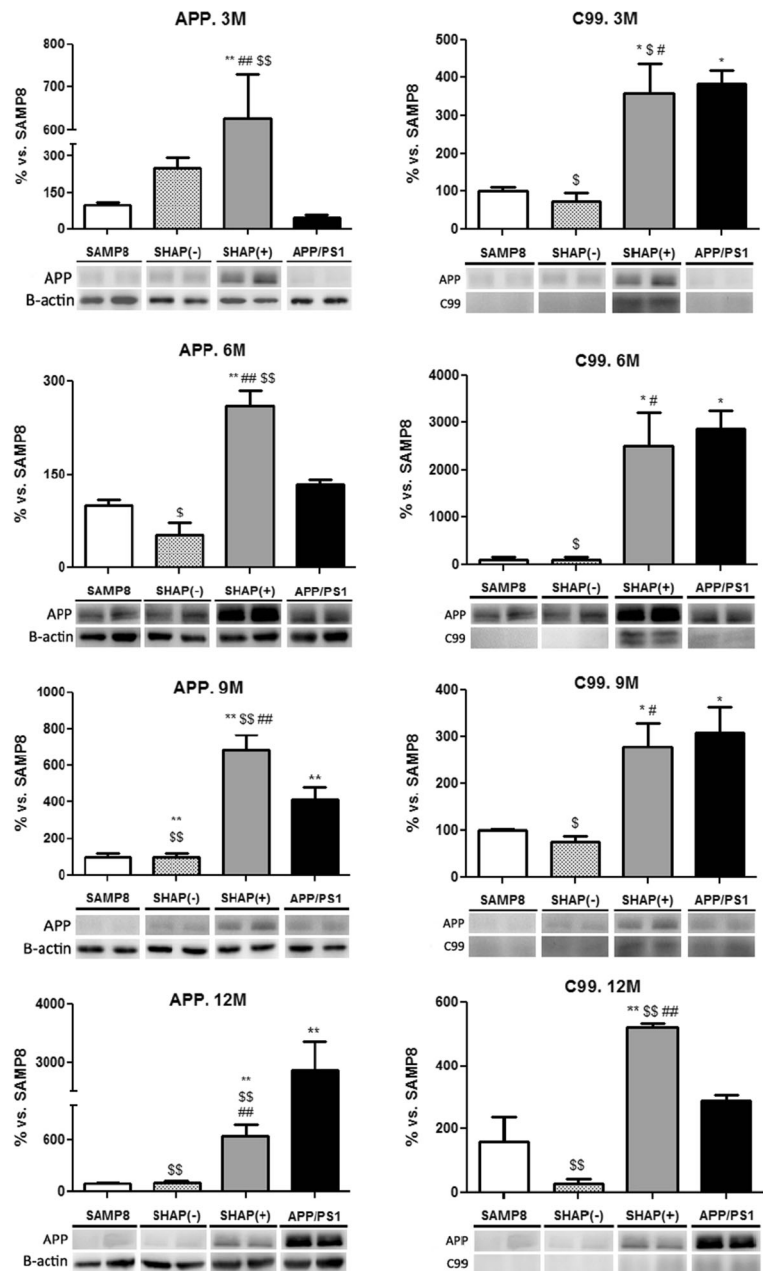 APP. 3M
% vs. SAMP8
800
700
600
300
150
0
** ## $$
SAMP8 SHAP(-) SHAP(+) APP/PS1
APP
B-actin
C99. 3M
% vs. SAMP8
500
400
300
200
100
0
$
* $ #
*
SAMP8 SHAP(-) SHAP(+) APP/PS1
APP
C99
APP. 6M
% vs. SAMP8
300
150
0
$
** ## $$
SAMP8 SHAP(-) SHAP(+) APP/PS1
APP
B-actin
C99. 6M
% vs. SAMP8
4000
3000
2000
1000
0
$
* #
*
SAMP8 SHAP(-) SHAP(+) APP/PS1
APP
C99
APP. 9M
% vs. SAMP8
1000
800
600
400
200
0
**
$$
** $$ ##
**
SAMP8 SHAP(-) SHAP(+) APP/PS1
APP
B-actin
C99. 9M
% vs. SAMP8
400
300
200
100
0
$
* #
*
SAMP8 SHAP(-) SHAP(+) APP/PS1
APP
C99
APP. 12M
% vs. SAMP8
4000
3000
600
0
$$
**
$$
##
**
SAMP8 SHAP(-) SHAP(+) APP/PS1
APP
B-actin
C99. 12M
% vs. SAMP8
600
400
200
0
$$
** $$ ##
SAMP8 SHAP(-) SHAP(+) APP/PS1
APP
C99